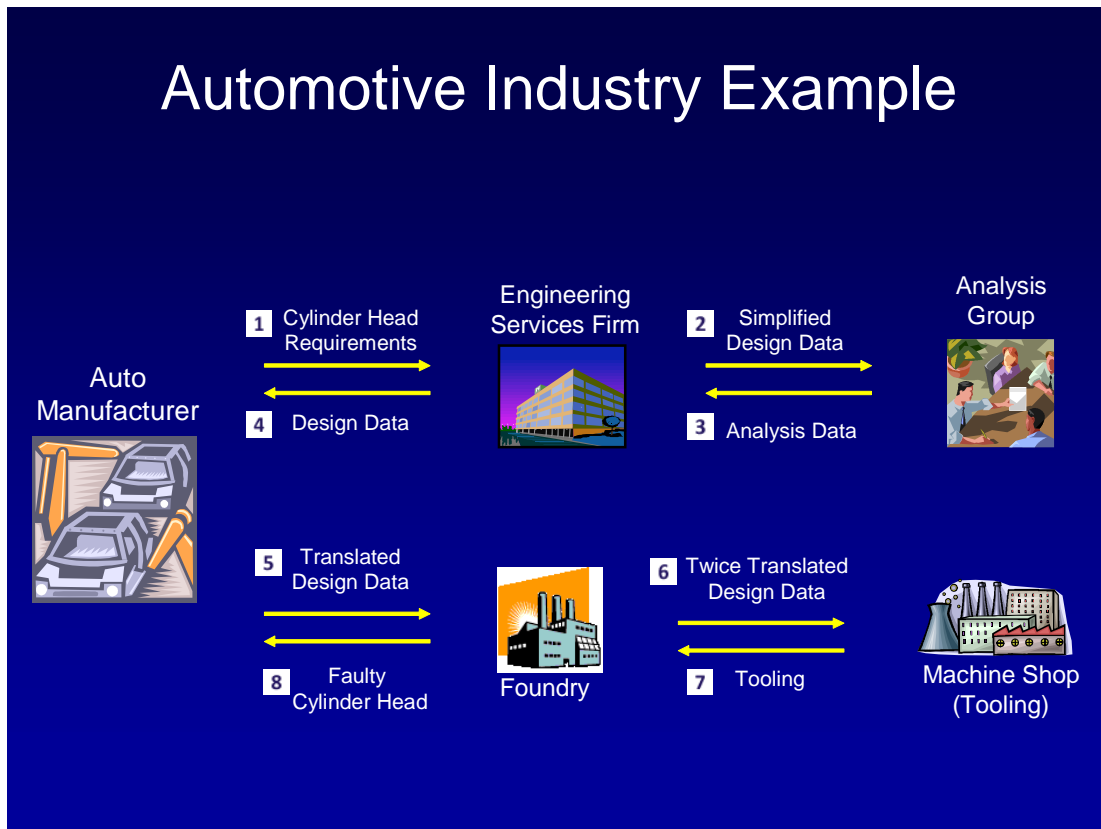 Automotive Industry Example
Auto
Manufacturer
1 Cylinder Head
Requirements
4 Design Data
Engineering
Services Firm
2 Simplified
Design Data
3 Analysis Data
Analysis
Group
5 Translated
Design Data
8 Faulty
Cylinder Head
Foundry
6 Twice Translated
Design Data
7 Tooling
Machine Shop
(Tooling)